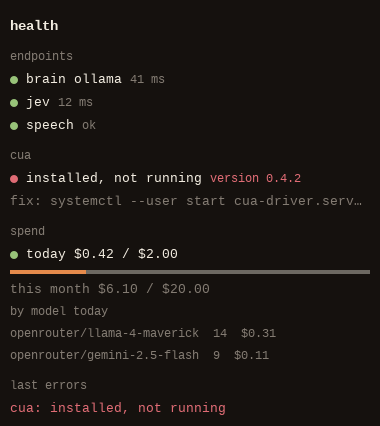 health
endpoints
brain ollama 41 ms
jev 12 ms
speech ok
cua
installed, not running version 0.4.2
fix: systemctl --user start cua-driver.serv…
spend
today $0.42 / $2.00
this month $6.10 / $20.00
by model today
openrouter/llama-4-maverick 14 $0.31
openrouter/gemini-2.5-flash 9 $0.11
last errors
cua: installed, not running